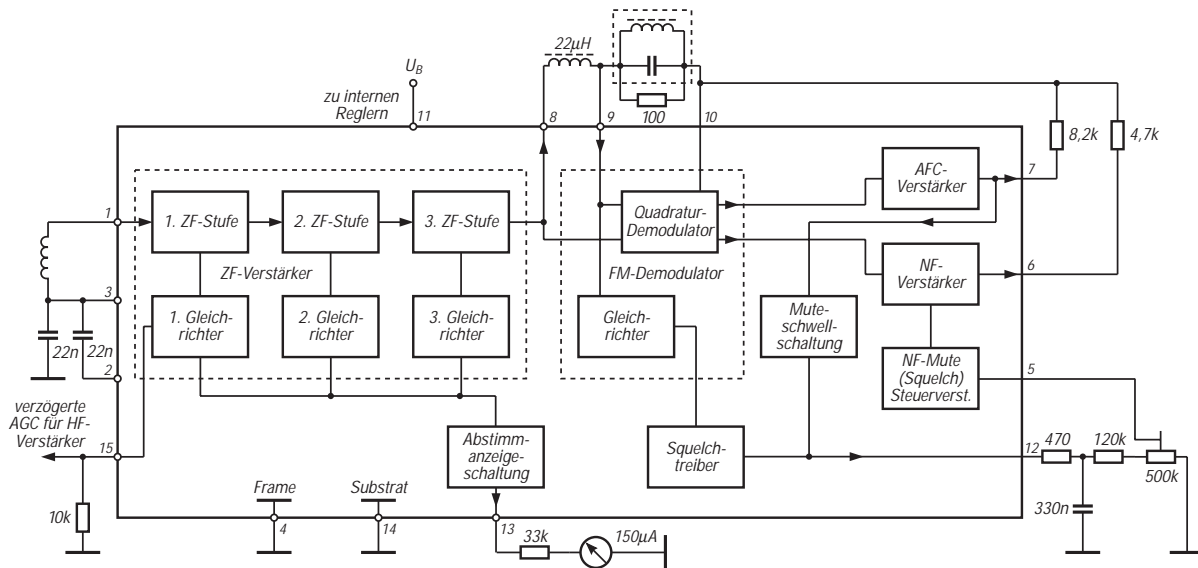 22µH
U_B
zu internen
Reglern
11
8
9
100
10
8,2k
4,7k
1
1. ZF-Stufe
2. ZF-Stufe
3. ZF-Stufe
ZF-Verstärker
Quadratur-
Demodulator
FM-Demodulator
AFC-
Verstärker
7
NF-
Verstärker
6
3
22n
22n
2
1. Gleich-
richter
2. Gleich-
richter
3. Gleich-
richter
Gleich-
richter
Mute-
schwell-
schaltung
NF-Mute
(Squelch)
Steuerverst.
5
verzögerte
AGC für HF-
Verstärker
15
10k
Abstimm-
anzeige-
schaltung
Squelch-
treiber
12
470
120k
500k
330n
Frame
4
Substrat
14
13
33k
150µA